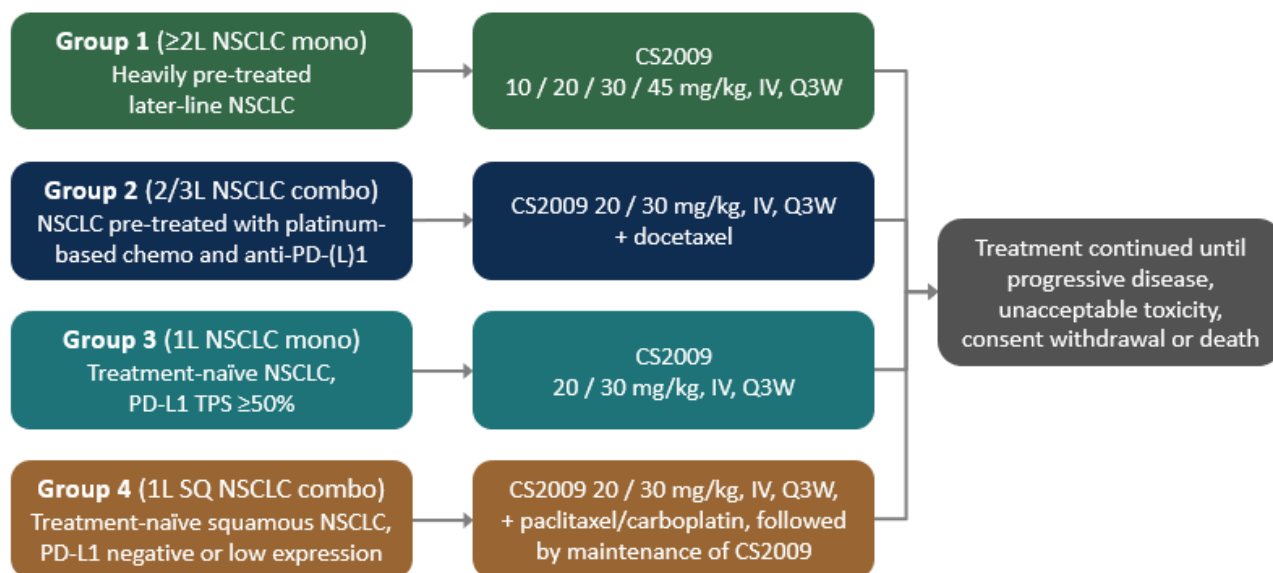 Group 1 (≥2L NSCLC mono)
Heavily pre-treated
later-line NSCLC
CS2009
10 / 20 / 30 / 45 mg/kg, IV, Q3W
Group 2 (2/3L NSCLC combo)
NSCLC pre-treated with platinum-
based chemo and anti-PD-(L)1
CS2009 20 / 30 mg/kg, IV, Q3W
+ docetaxel
Group 3 (1L NSCLC mono)
Treatment-naïve NSCLC,
PD-L1 TPS ≥50%
CS2009
20 / 30 mg/kg, IV, Q3W
Group 4 (1L SQ NSCLC combo)
Treatment-naïve squamous NSCLC,
PD-L1 negative or low expression
CS2009 20 / 30 mg/kg, IV, Q3W,
+ paclitaxel/carboplatin, followed
by maintenance of CS2009
Treatment continued until
progressive disease,
unacceptable toxicity,
consent withdrawal or death